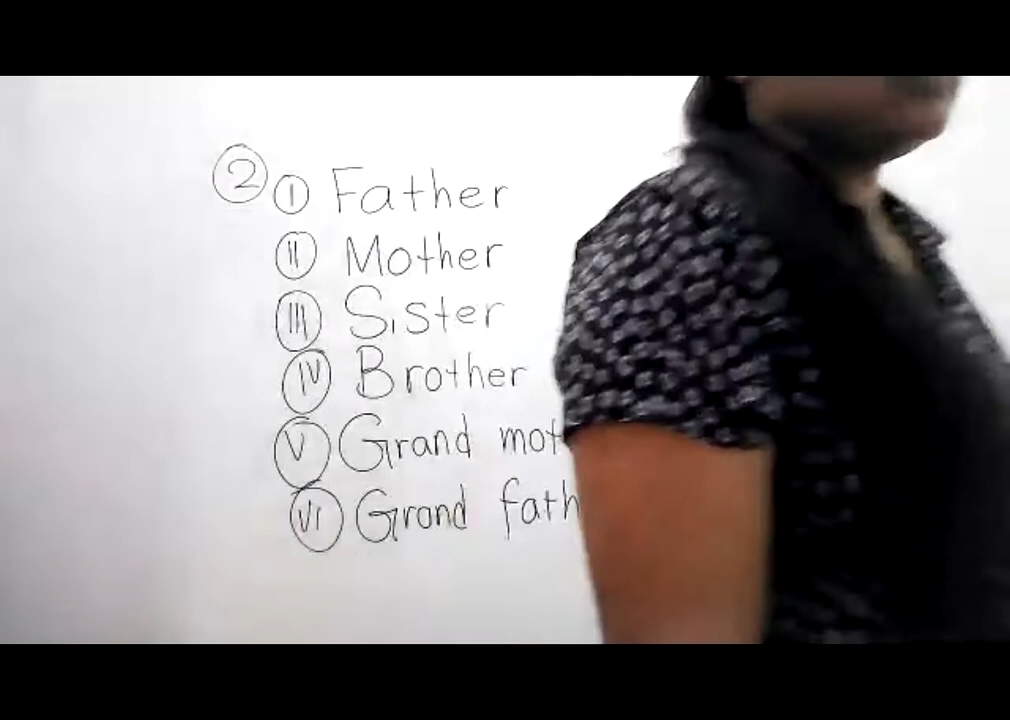 2 I Father
II Mother
III Sister
IV Brother
V Grand mot
VI Grand fath